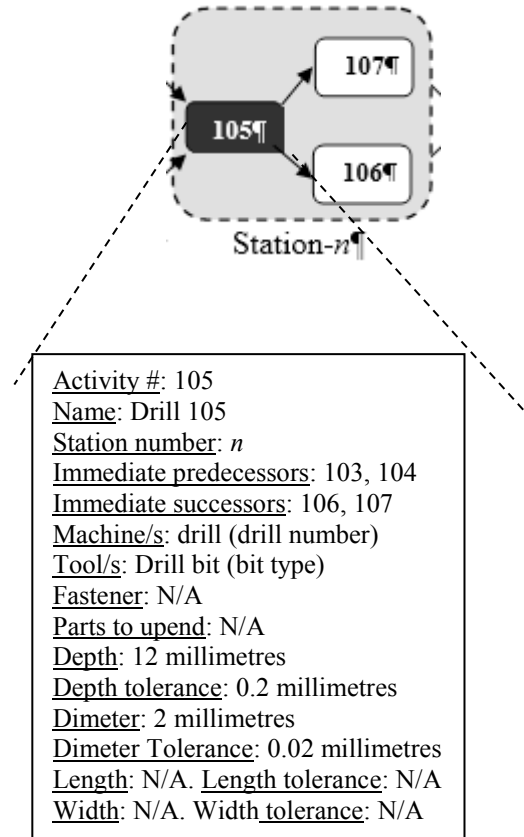 107¶
105¶
106¶
Station-n¶
Activity #: 105
Name: Drill 105
Station number: n
Immediate predecessors: 103, 104
Immediate successors: 106, 107
Machine/s: drill (drill number)
Tool/s: Drill bit (bit type)
Fastener: N/A
Parts to upend: N/A
Depth: 12 millimetres
Depth tolerance: 0.2 millimetres
Dimeter: 2 millimetres
Dimeter Tolerance: 0.02 millimetres
Length: N/A. Length tolerance: N/A
Width: N/A. Width tolerance: N/A